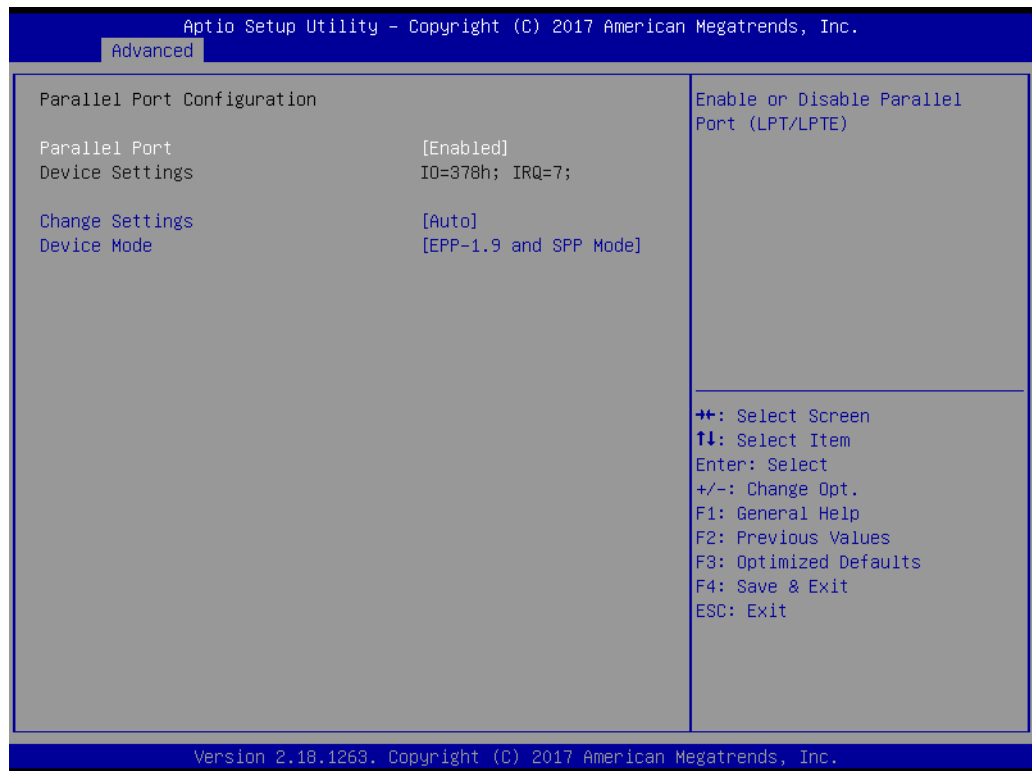 Aptio Setup Utility – Copyright (C) 2017 American Megatrends, Inc.
Advanced
Parallel Port Configuration
Parallel Port [Enabled]
Device Settings IO=378h; IRQ=7;
Change Settings [Auto]
Device Mode [EPP-1.9 and SPP Mode]
Enable or Disable Parallel
Port (LPT/LPTE)
→←: Select Screen
↑↓: Select Item
Enter: Select
+/-: Change Opt.
F1: General Help
F2: Previous Values
F3: Optimized Defaults
F4: Save & Exit
ESC: Exit
Version 2.18.1263. Copyright (C) 2017 American Megatrends, Inc.